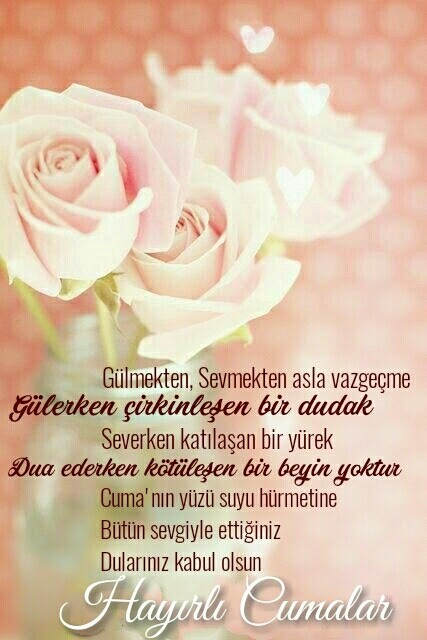 Gülmekten, Sevmekten asla vazgeçme
Gülerken çirkinleşen bir dudak
Severken katılaşan bir yürek
Dua ederken kötüleşen bir beyin yoktur
Cuma'nın yüzü suyu hürmetine
Bütün sevgiyle ettiğiniz
Dularınız kabul olsun
Hayırlı Cumalar